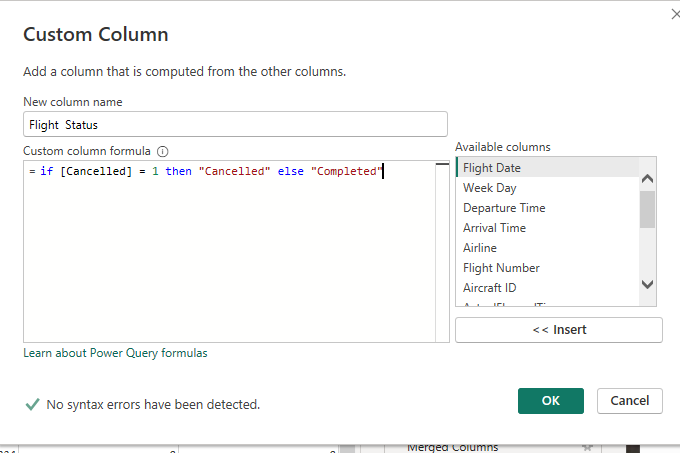 Custom Column
Add a column that is computed from the other columns.
New column name
Flight Status
Custom column formula
Available columns
= if [Cancelled] = 1 then "Cancelled" else "Completed"
Flight Date
Week Day
Departure Time
Arrival Time
Airline
Flight Number
Aircraft ID
<< Insert
Learn about Power Query formulas
No syntax errors have been detected.
OK
Cancel
Merged Columns